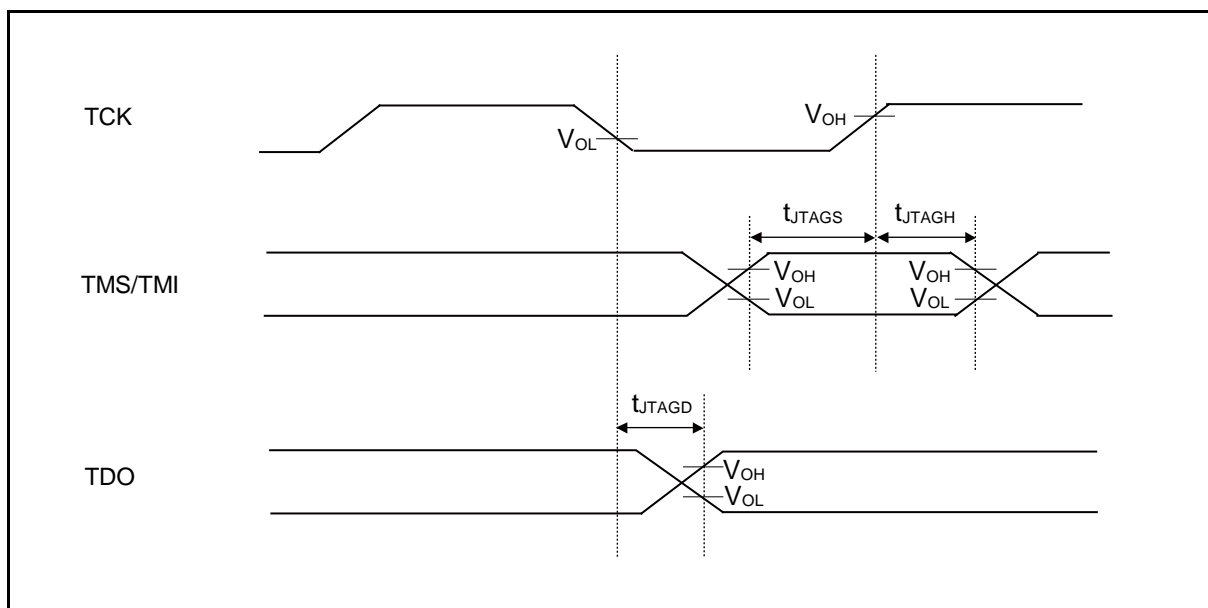 TCK
VOL
VOH
tJTAGS
tJTAGH
TMS/TMI
VOH
VOL
VOH
VOL
tJTAGD
TDO
VOH
VOL